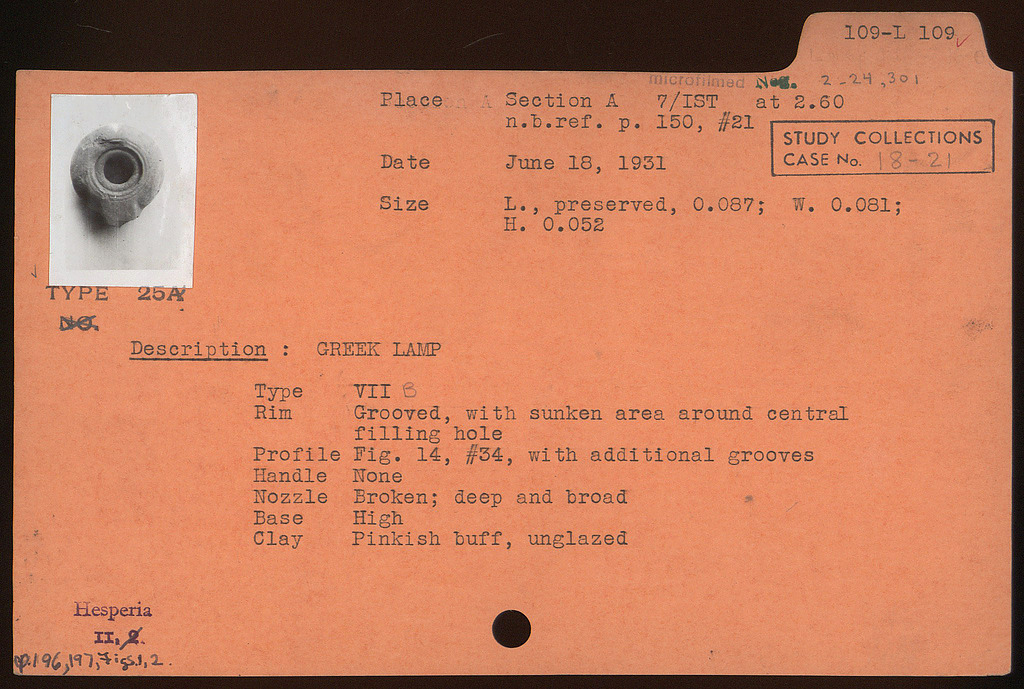 109-L 109
microfilmed Neg. 2-24,301
Place Section A 7/IST at 2.60
n.b.ref. p. 150, #21
STUDY COLLECTIONS
CASE No. 18-21
Date June 18, 1931
Size L., preserved, 0.087; W. 0.081;
H. 0.052
TYPE 25A
NO.
Description : GREEK LAMP
Type VII B
Rim Grooved, with sunken area around central
filling hole
Profile Fig. 14, #34, with additional grooves
Handle None
Nozzle Broken; deep and broad
Base High
Clay Pinkish buff, unglazed
Hesperia
II, 2.
p.196,197, Figs.1,2.